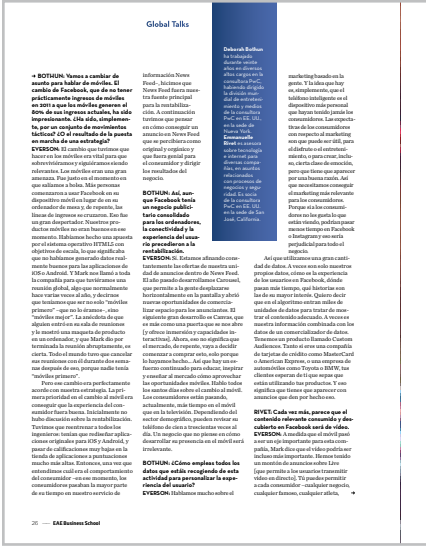 Global Talks
→ BOTHUN: Vamos a cambiar de
asunto para hablar de móviles. El
cambio de Facebook, que de no tener
prácticamente ingresos de móviles
en 2011 a que los móviles generen el
80% de sus ingresos actuales, ha sido
impresionante. ¿Ha sido, simplemen-
te, por un conjunto de movimientos
tácticos? ¿O el resultado de la puesta
en marcha de una estrategia?
EVERSON: El cambio que tuvimos que
hacer en los móviles era vital para que
sobreviviéramos y siguiéramos siendo
relevantes. Los móviles eran una gran
amenaza. Fue justo en el momento en
que salíamos a bolsa. Más personas
comenzaron a usar Facebook en su
dispositivo móvil en lugar de en su
ordenador de mesa y, de repente, las
líneas de ingresos se cruzaron. Eso fue
un gran despertador. Nuestros pro-
ductos móviles no eran buenos en ese
momento. Habíamos hecho una apuesta
por el sistema operativo HTML5 con
objetivos de escala, lo que significaba
que no habíamos generado datos real-
mente buenos para las aplicaciones de
iOS o Android. Y Mark nos llamó a toda
la compañía para que tuviéramos una
reunión global, algo que normalmente
hace varias veces al año, y decirnos
que teníamos que ser no solo “móviles
primero” –que no lo éramos–, sino
“móviles mejor”. La anécdota de que
alguien entró en su sala de reuniones
y le mostró una maqueta de producto
en un ordenador, y que Mark dio por
terminada la reunión abruptamente, es
cierta. Todo el mundo tuvo que cancelar
sus reuniones con él durante dos sema-
nas después de eso, porque nadie tenía
“móviles primero”.
Pero ese cambio era perfectamente
acorde con nuestra estrategia. La pri-
mera prioridad en el cambio al móvil era
conseguir que la experiencia del con-
sumidor fuera buena. Inicialmente no
hubo discusión sobre la rentabilización.
Tuvimos que reentrenar a todos los
ingenieros: tenían que rediseñar aplica-
ciones originales para iOS y Android, y
pasar de calificaciones muy bajas en la
tienda de aplicaciones a puntuaciones
mucho más altas. Entonces, una vez que
entendimos cuál era el comportamiento
del consumidor –en ese momento, los
consumidores pasaban la mayor parte
de su tiempo en nuestro servicio de
información News
Feed–, hicimos que
News Feed fuera nues-
tra fuente principal
para la rentabiliza-
ción. A continuación
tuvimos que pensar
en cómo conseguir un
anuncio en News Feed
que se percibiera como
original y orgánico y
que fuera genial para
el consumidor y dirigir
los resultados del
negocio.
BOTHUN: Así, aun-
que Facebook tenía
un negocio publici-
tario consolidado
para los ordenadores,
la conectividad y la
experiencia del usua-
rio precedieron a la
rentabilización.
EVERSON: Sí. Estamos afinando cons-
tantemente las ofertas de nuestra uni-
dad de anuncios dentro de News Feed.
El año pasado desarrollamos Carousel,
que permite a la gente desplazarse
horizontalmente en la pantalla y abrió
nuevas oportunidades de comercia-
lizar espacio para los anunciantes. El
siguiente gran desarrollo es Canvas, que
es más como una puerta que se nos abre
[y ofrece inmersión y capacidades in-
teractivas]. Ahora, eso no significa que
el mercado, de repente, vaya a decidir
comenzar a comprar esto, solo porque
lo hayamos hecho... Así que hay un es-
fuerzo continuado para educar, inspirar
y enseñar al mercado cómo aprovechar
las oportunidades móviles. Hablo todos
los santos días sobre el cambio al móvil.
Los consumidores están pasando,
actualmente, más tiempo en el móvil
que en la televisión. Dependiendo del
sector demográfico, pueden revisar su
teléfono de cien a trescientas veces al
día. Un negocio que no piense en cómo
desarrollar su presencia en el móvil será
irrelevante.
BOTHUN: ¿Cómo empleas todos los
datos que estáis recogiendo de esta
actividad para personalizar la expe-
riencia del usuario?
EVERSON: Hablamos mucho sobre el
Deborah Bothun
ha trabajado
durante veinte
años en diversos
altos cargos en la
consultora PwC,
habiendo dirigido
la división mun-
dial de entreteni-
miento y medios
de la consultora
PwC en EE. UU.,
en la sede de
Nueva York.
Emmanuelle
Rivet es asesora
sobre tecnología
e internet para
diversas compa-
ñías, en asuntos
relacionados
con procesos de
negocios y segu-
ridad. Es socia
de la consultora
PwC en EE. UU.
en la sede de San
José, California.
marketing basado en la
gente. Y la idea que hay
es, simplemente, que el
teléfono inteligente es el
dispositivo más personal
que hayan tenido jamás los
consumidores. Las expecta-
tivas de los consumidores
con respecto al marketing
son que puede ser útil, para
el disfrute o el entreteni-
miento, o para crear, inclu-
so, cierta clase de emoción,
pero que tiene que aparecer
por una buena razón. Así
que necesitamos conseguir
el marketing más relevante
para los consumidores.
Porque si a los consumi-
dores no les gusta lo que
están viendo, podrían pasar
menos tiempo en Facebook
o Instagram y eso sería
perjudicial para todo el
negocio.
Así que utilizamos una gran canti-
dad de datos. A veces son solo nuestros
propios datos, cómo es la experiencia
de los usuarios en Facebook, dónde
pasan más tiempo, qué historias son
las de su mayor interés. Quiero decir
que en el algoritmo entran miles de
unidades de datos para tratar de mos-
trar el contenido adecuado. A veces es
nuestra información combinada con los
datos de un comercializador de datos.
Tenemos un producto llamado Custom
Audiences. Tanto si eres una compañía
de tarjetas de crédito como MasterCard
o American Express, o una empresa de
automóviles como Toyota o BMW, tus
clientes esperan de ti que sepas que
están utilizando tus productos. Y eso
significa que tienes que aparecer con
anuncios que den por hecho eso.
RIVET: Cada vez más, parece que el
contenido relevante consumido y des-
cubierto en Facebook será de vídeo.
EVERSON: A medida que el móvil pasó
a ser un eje importante para esta com-
pañía, Mark dice que el vídeo podría ser
incluso más importante. Hemos tenido
un montón de anuncios sobre Live
[que permite a los usuarios transmitir
vídeo en directo]. Tú puedes permitir
a cada consumidor –cualquier negocio,
cualquier famoso, cualquier atleta, →
26 — EAE Business School